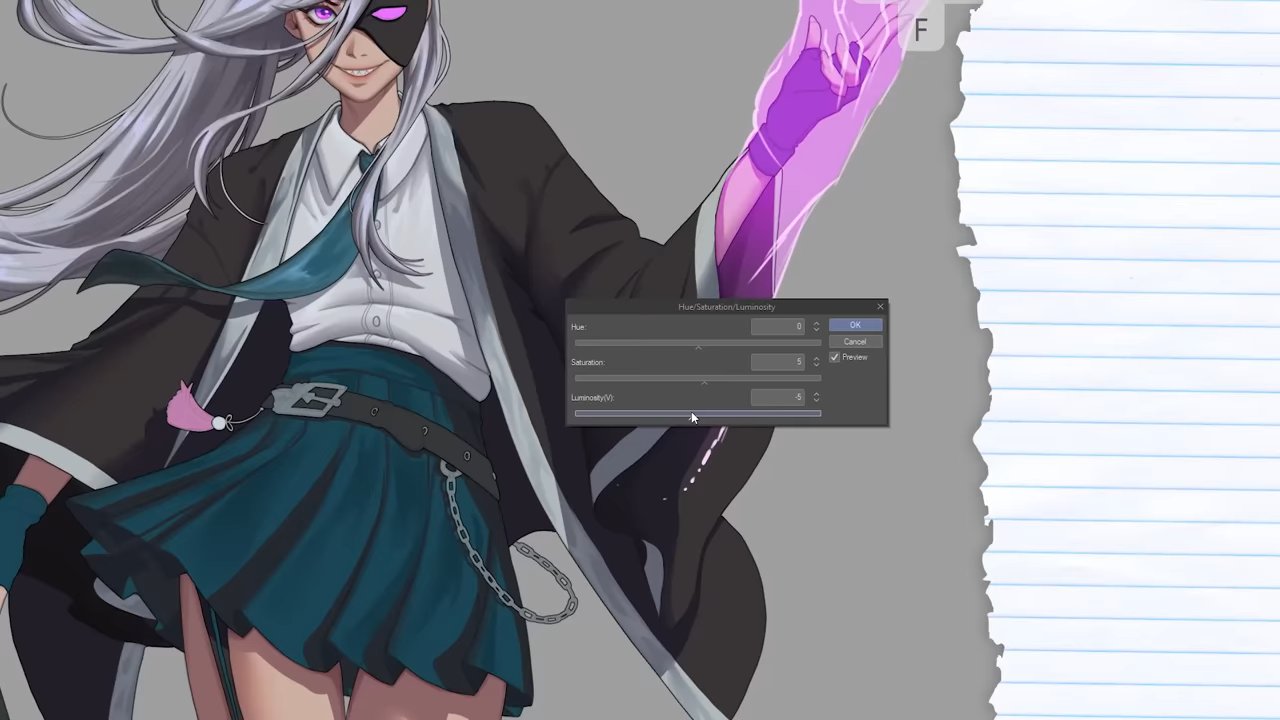 F
Hue/Saturation/Luminosity
Hue: 0
OK
Cancel
Preview
Saturation: 5
Luminosity(V): -5